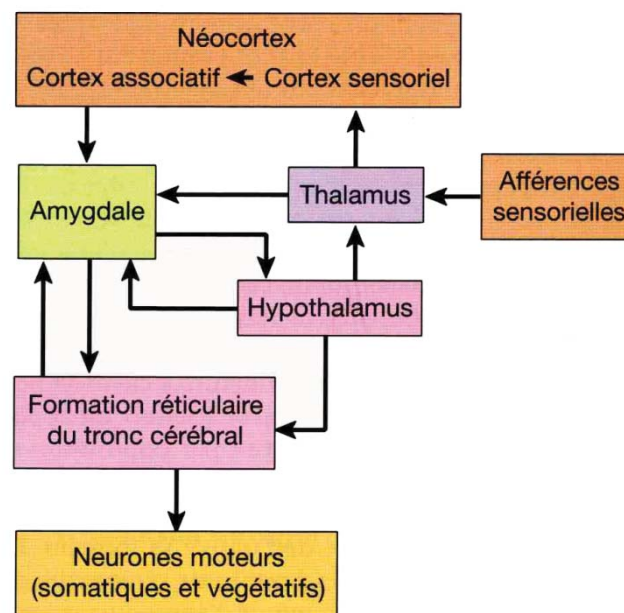 Néocortex
Cortex associatif Cortex sensoriel
Amygdale
Thalamus
Afférences
sensorielles
Hypothalamus
Formation réticulaire
du tronc cérébral
Neurones moteurs
(somatiques et végétatifs)